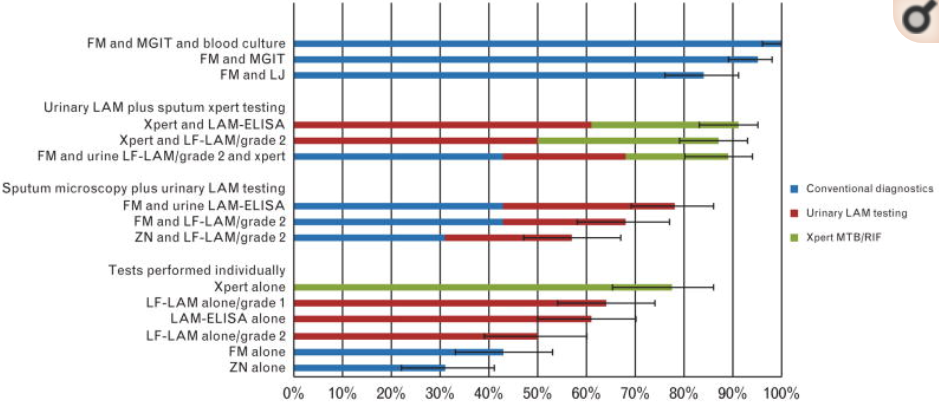 FM and MGIT and blood culture
FM and MGIT
FM and LJ
Urinary LAM plus sputum xpert testing
Xpert and LAM-ELISA
Xpert and LF-LAM/grade 2
FM and urine LF-LAM/grade 2 and xpert
Sputum microscopy plus urinary LAM testing
FM and urine LAM-ELISA
FM and LF-LAM/grade 2
ZN and LF-LAM/grade 2
Tests performed individually
Xpert alone
LF-LAM alone/grade 1
LAM-ELISA alone
LF-LAM alone/grade 2
FM alone
ZN alone
0% 10% 20% 30% 40% 50% 60% 70% 80% 90% 100%
Conventional diagnostics
Urinary LAM testing
Xpert MTB/RIF